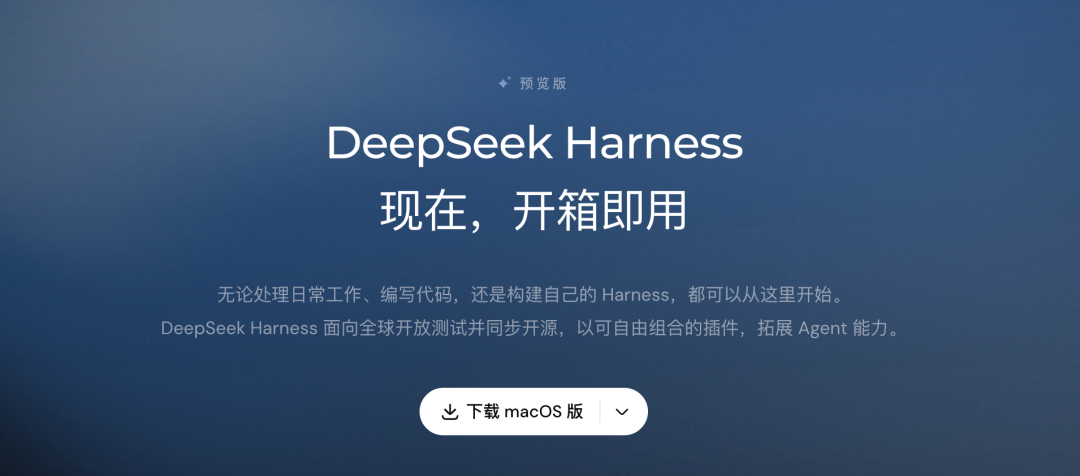 预览版
DeepSeek Harness
现在，开箱即用
无论处理日常工作、编写代码，还是构建自己的 Harness，都可以从这里开始。
DeepSeek Harness 面向全球开放测试并同步开源，以可自由组合的插件，拓展 Agent 能力。
下载 macOS 版